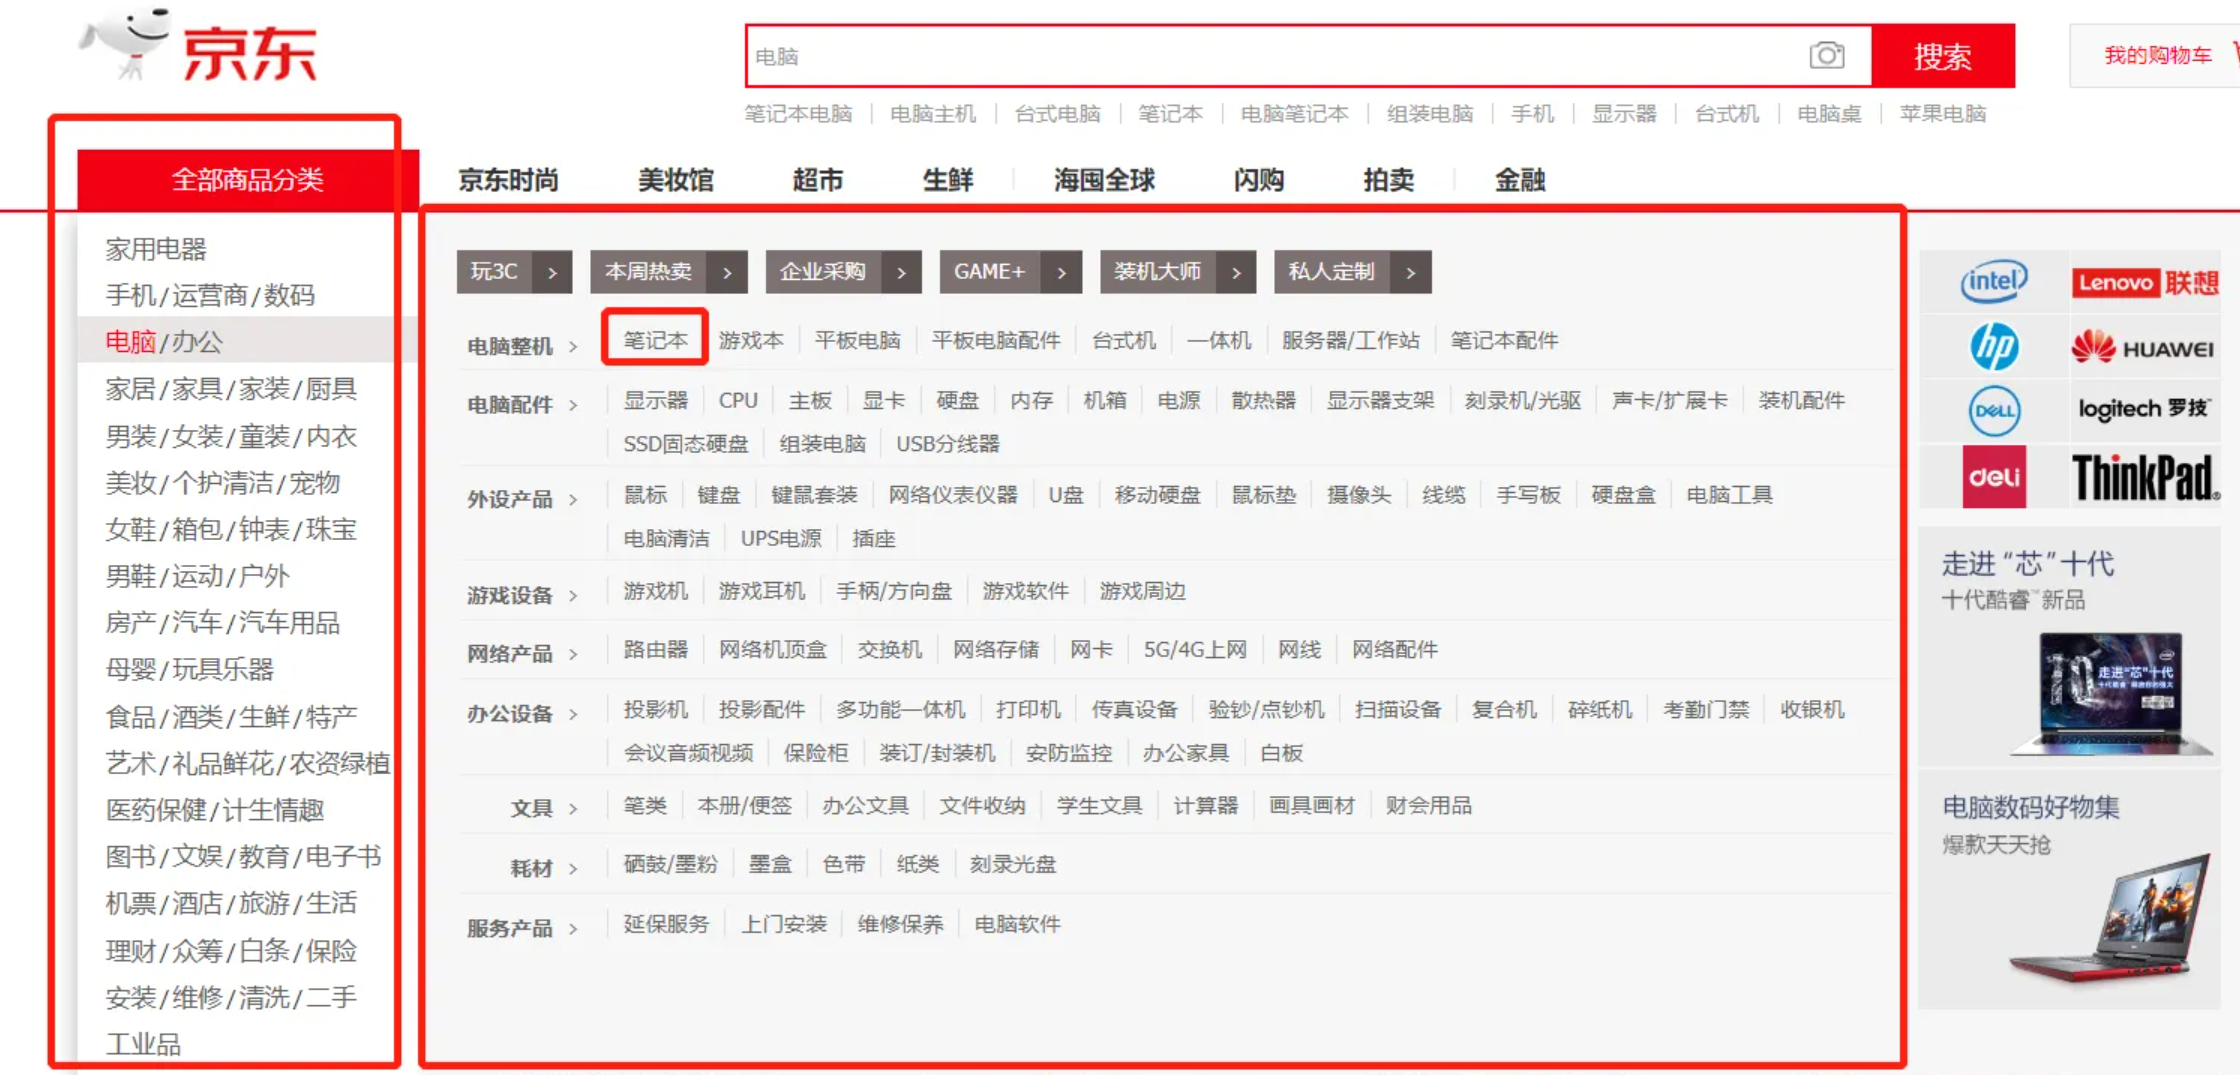 京东
电脑
搜索
我的购物车
笔记本电脑 电脑主机 台式电脑 笔记本 电脑笔记本 组装电脑 手机 显示器 台式机 电脑桌 苹果电脑
全部商品分类
京东时尚 美妆馆 超市 生鲜 海囤全球 闪购 拍卖 金融
家用电器
手机/运营商/数码
电脑/办公
家居/家具/家装/厨具
男装/女装/童装/内衣
美妆/个护清洁/宠物
女鞋/箱包/钟表/珠宝
男鞋/运动/户外
房产/汽车/汽车用品
母婴/玩具乐器
食品/酒类/生鲜/特产
艺术/礼品鲜花/农资绿植
医药保健/计生情趣
图书/文娱/教育/电子书
机票/酒店/旅游/生活
理财/众筹/白条/保险
安装/维修/清洗/二手
工业品
玩3C > 本周热卖 > 企业采购 > GAME+ > 装机大师 > 私人定制 >
电脑整机 > 笔记本 游戏本 平板电脑 平板电脑配件 台式机 一体机 服务器/工作站 笔记本配件
电脑配件 > 显示器 CPU 主板 显卡 硬盘 内存 机箱 电源 散热器 显示器支架 刻录机/光驱 声卡/扩展卡 装机配件
SSD固态硬盘 组装电脑 USB分线器
外设产品 > 鼠标 键盘 键鼠套装 网络仪表仪器 U盘 移动硬盘 鼠标垫 摄像头 线缆 手写板 硬盘盒 电脑工具
电脑清洁 UPS电源 插座
游戏设备 > 游戏机 游戏耳机 手柄/方向盘 游戏软件 游戏周边
网络产品 > 路由器 网络机顶盒 交换机 网络存储 网卡 5G/4G上网 网线 网络配件
办公设备 > 投影机 投影配件 多功能一体机 打印机 传真设备 验钞/点钞机 扫描设备 复合机 碎纸机 考勤门禁 收银机
会议音频视频 保险柜 装订/封装机 安防监控 办公家具 白板
文具 > 笔类 本册/便签 办公文具 文件收纳 学生文具 计算器 画具画材 财会用品
耗材 > 硒鼓/墨粉 墨盒 色带 纸类 刻录光盘
服务产品 > 延保服务 上门安装 维修保养 电脑软件
intel Lenovo 联想
hp HUAWEI
DELL logitech 罗技
deli ThinkPad
走进“芯”十代
十代酷睿™新品
10 走进“芯”十代
电脑数码好物集
爆款天天抢